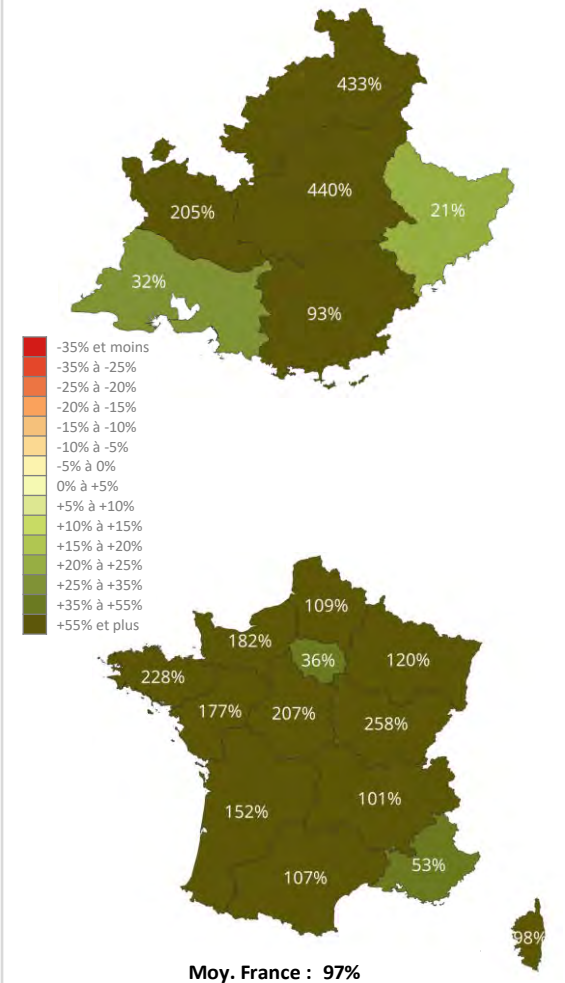 433%
440%
205%
21%
32%
93%
-35% et moins
-35% à -25%
-25% à -20%
-20% à -15%
-15% à -10%
-10% à -5%
-5% à 0%
0% à +5%
+5% à +10%
+10% à +15%
+15% à +20%
+20% à +25%
+25% à +35%
+35% à +55%
+55% et plus
109%
182%
36%
120%
228%
177%
207%
258%
152%
101%
107%
53%
98%
Moy. France : 97%